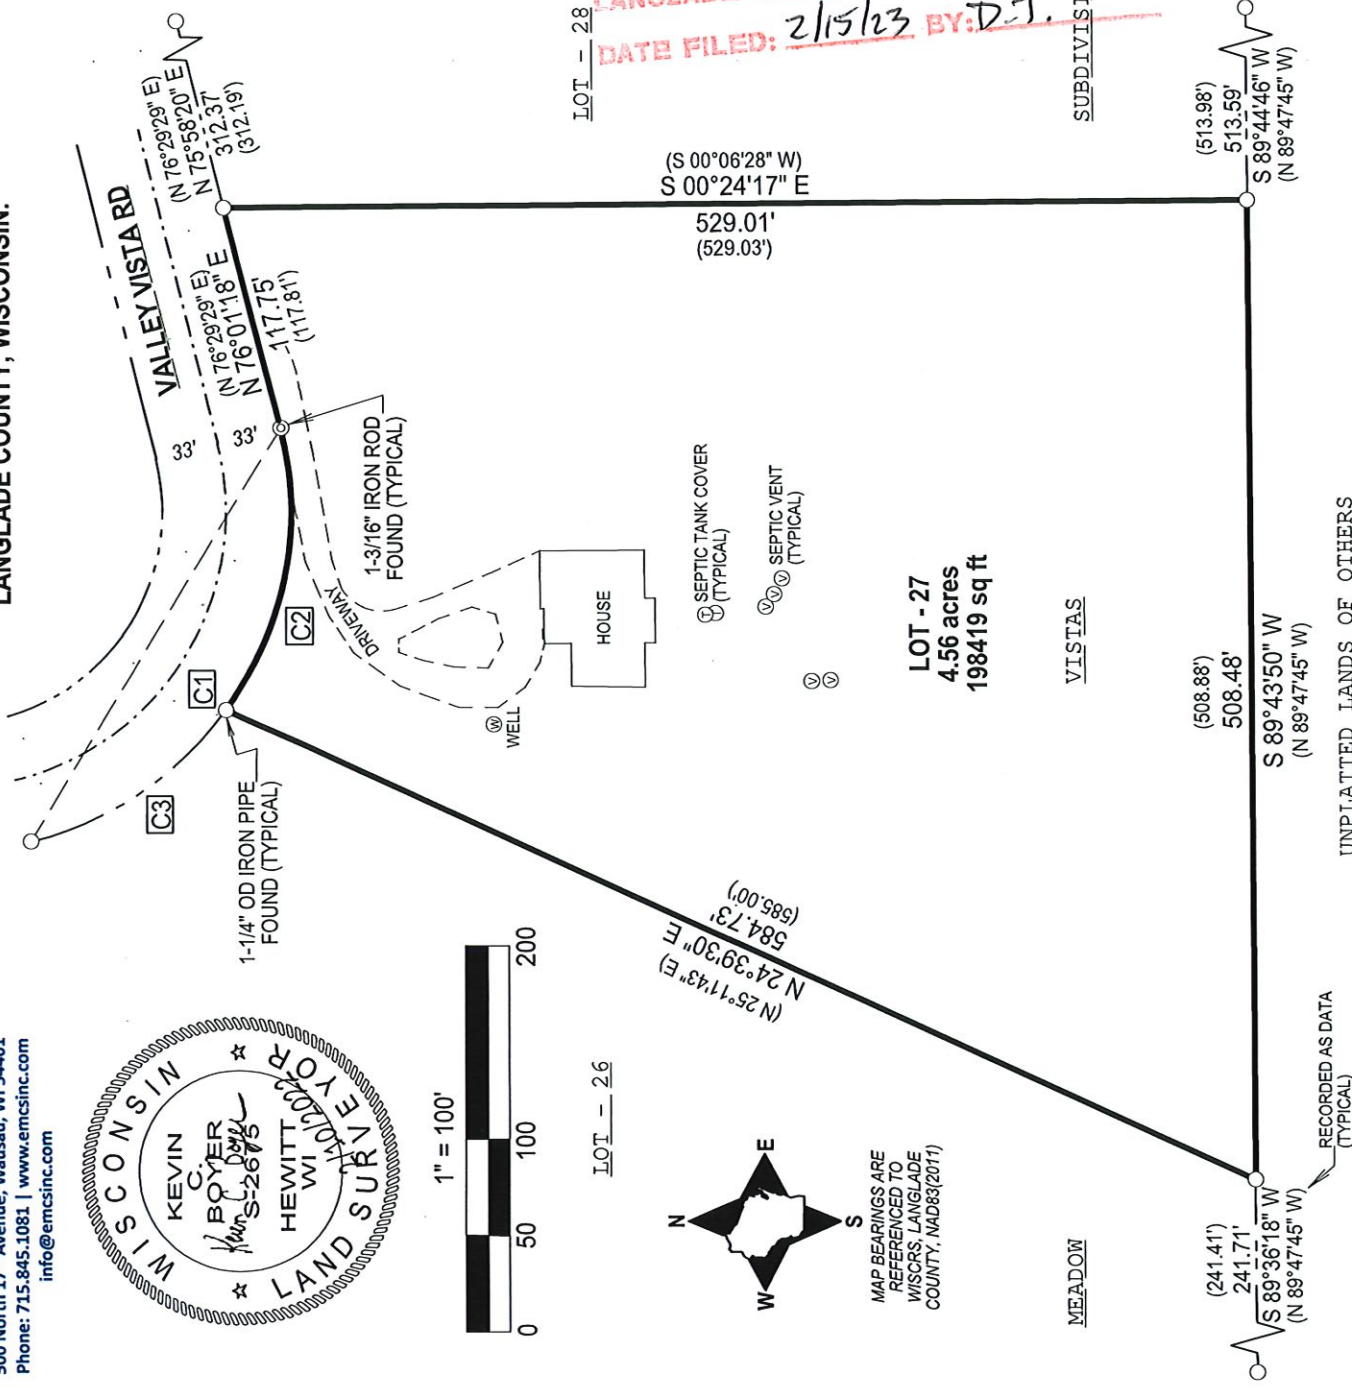 LANGLADE COUNTY, WISCONSIN.
Avenue, Wausau, WI 54401
Phone: 715.845.1081 | www.emcsinc.com
info@emcsinc.com
LOT - 28
DATE FILED: 2/15/23 BY: D.J.
VALLEY VISTA RD
(N 76°29'29" E)
N 75°58'20" E
312.37'
(312.19')
(N 76°29'29" E)
N 76°01'18" E
117.75'
(117.81')
33'
33'
C1
C2
C3
1-3/16" IRON ROD
FOUND (TYPICAL)
1-1/4" OD IRON PIPE
FOUND (TYPICAL)
DRIVEWAY
HOUSE
W
WELL
T
T
SEPTIC TANK COVER
(TYPICAL)
V V V
SEPTIC VENT
(TYPICAL)
V V
(S 00°06'28" W)
S 00°24'17" E
529.01'
(529.03')
LOT - 27
4.56 acres
198419 sq ft
WISCONSIN
LAND SURVEYOR
KEVIN
C.
BOYER
S-2675
HEWITT
WI
1" = 100'
0 50 100 200
LOT - 26
(N 25°11'43" E)
N 24°39'30" E
584.73'
(585.00')
N
W E
S
MAP BEARINGS ARE
REFERENCED TO
WISCRS, LANGLADE
COUNTY, NAD83(2011)
MEADOW
VISTAS
(241.41')
241.71'
S 89°36'18" W
(N 89°47'45" W)
RECORDED AS DATA
(TYPICAL)
(508.88')
508.48'
S 89°43'50" W
(N 89°47'45" W)
(513.98')
513.59'
S 89°44'46" W
(N 89°47'45" W)
UNPLATTED LANDS OF OTHERS